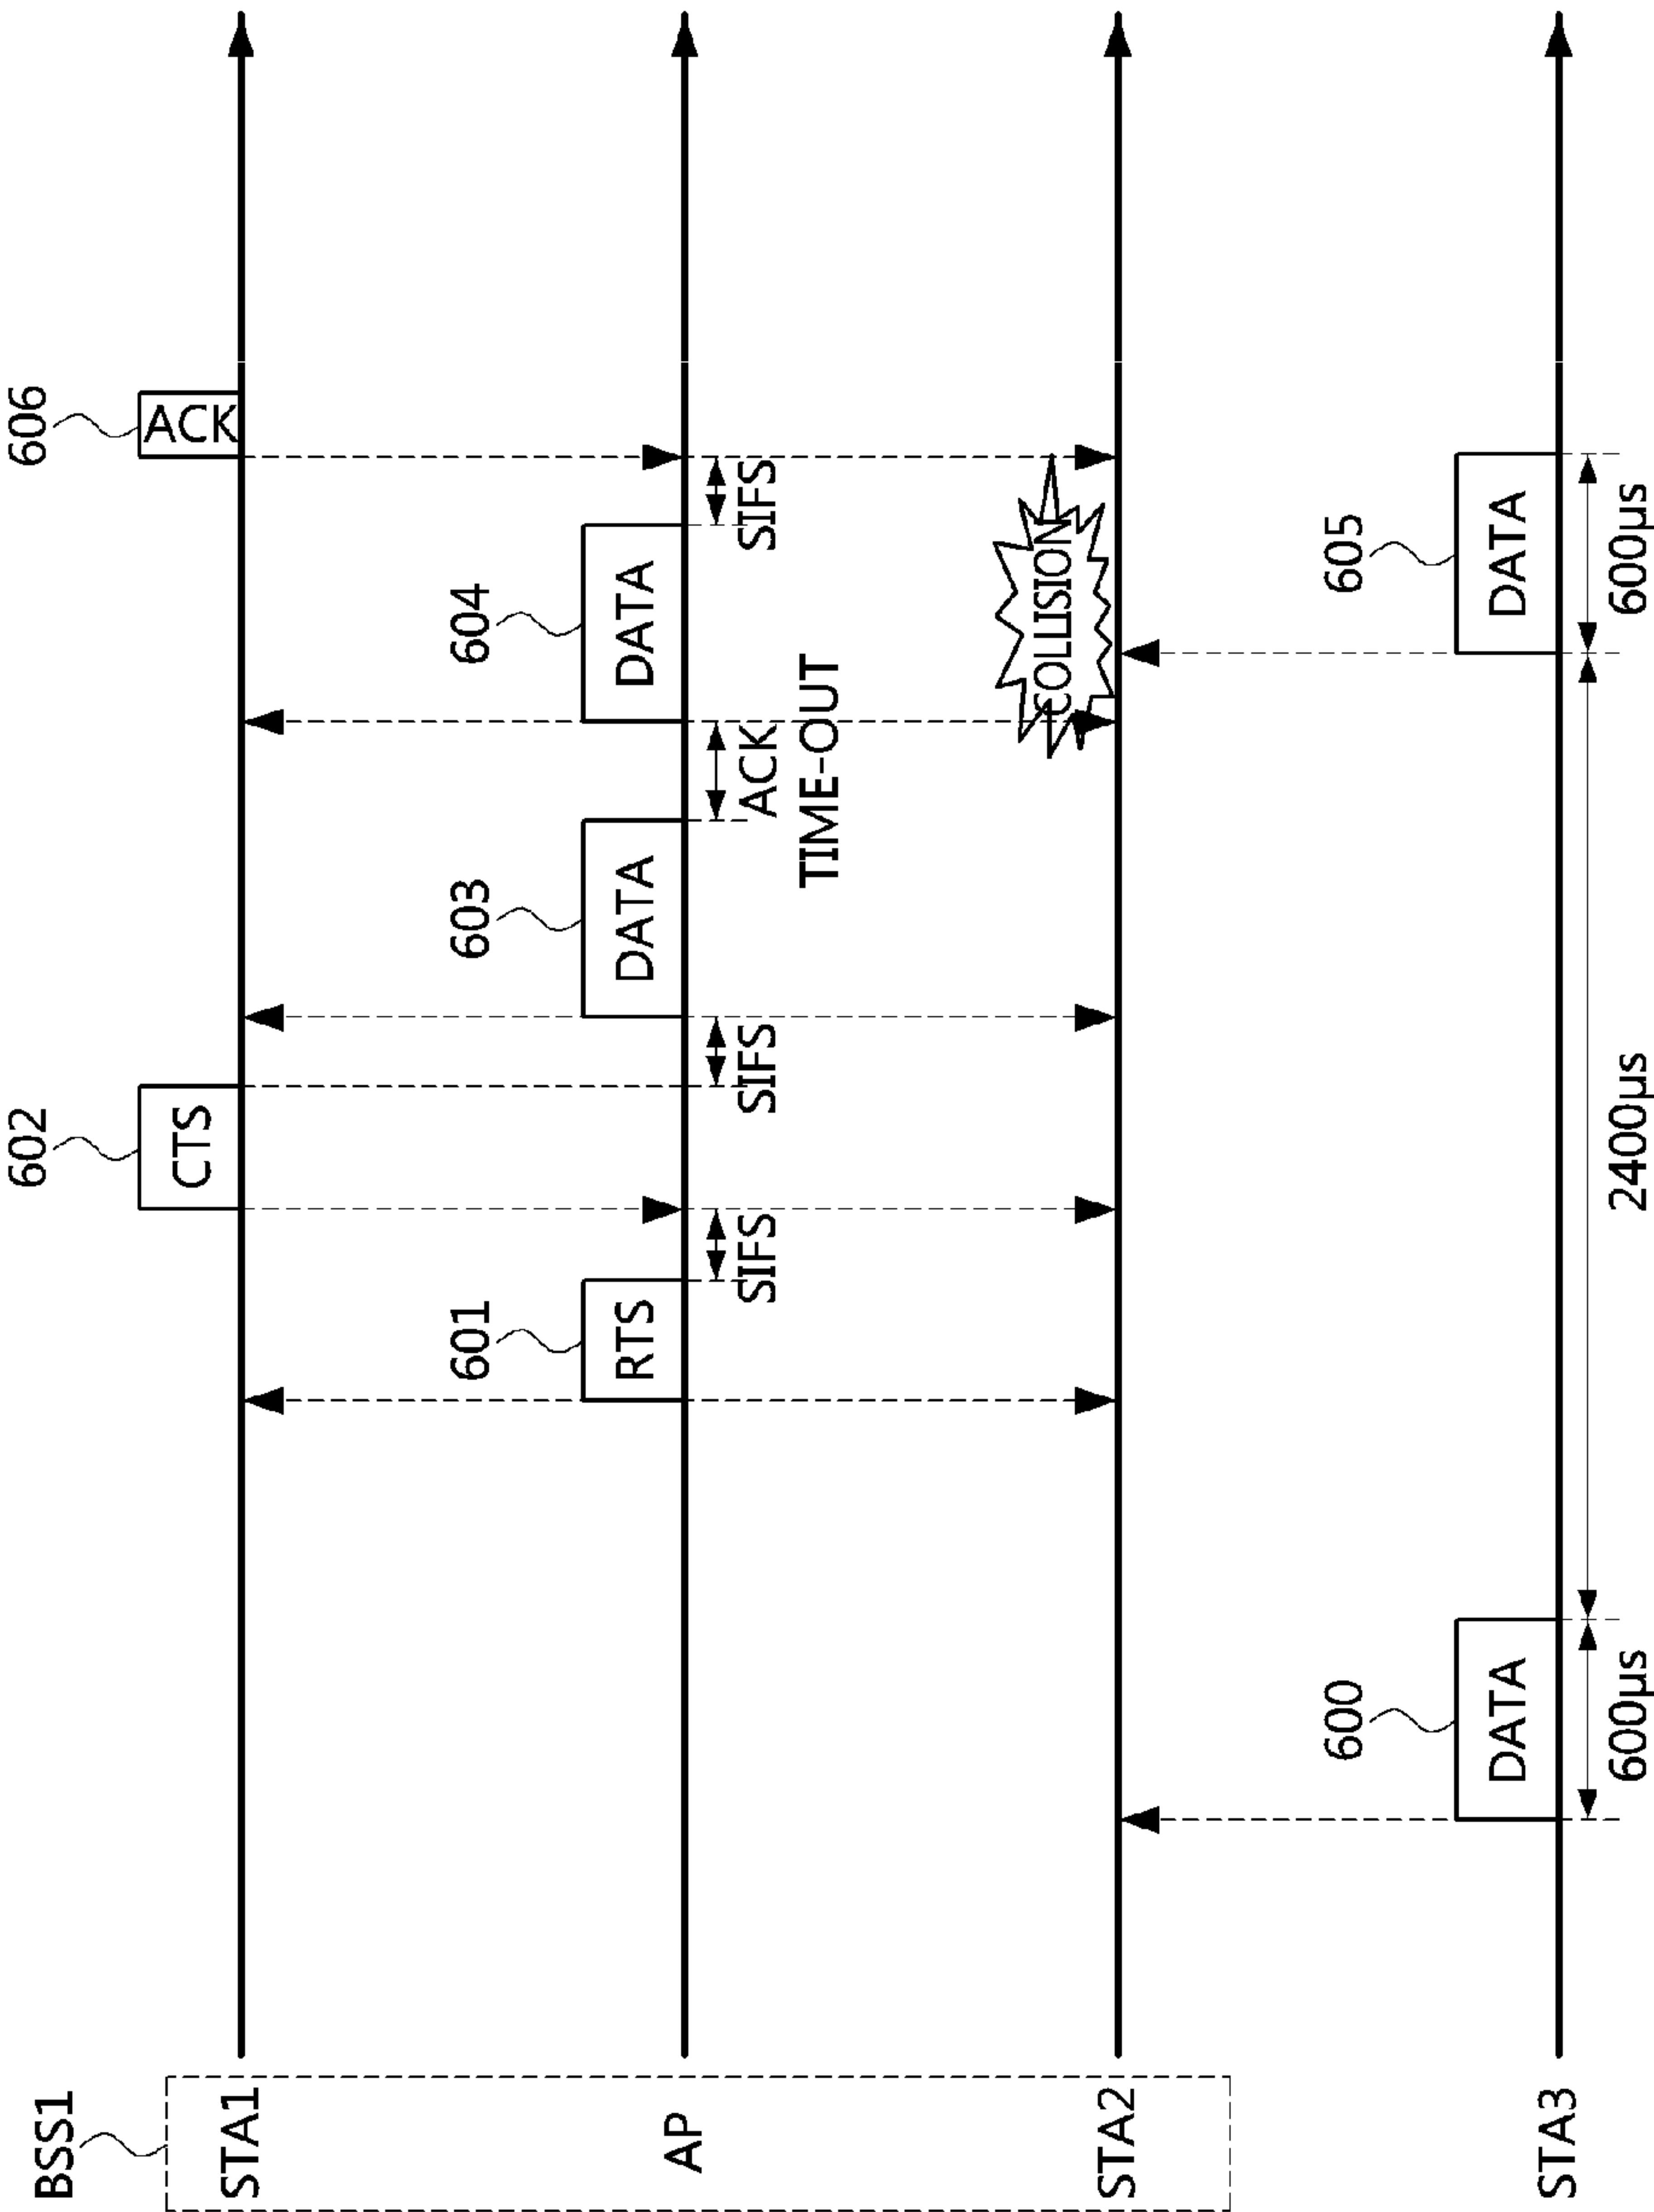 BSS1
STA1
602
CTS
606
ACK
AP
601
RTS
SIFS
SIFS
603
DATA
ACK
TIME-OUT
604
DATA
SIFS
STA2
COLLISION
STA3
600
DATA
600μs
2400μs
605
DATA
600μs